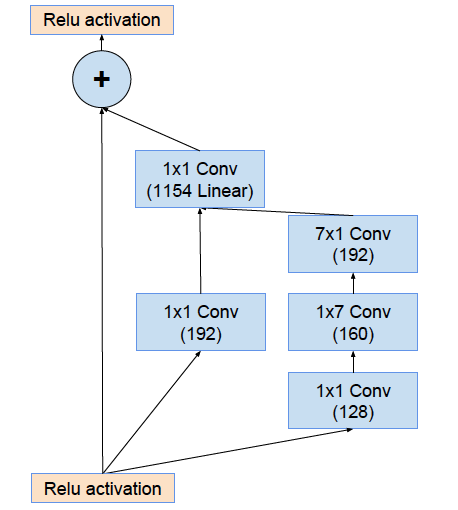 Relu activation
+
1x1 Conv
(1154 Linear)
7x1 Conv
(192)
1x1 Conv
(192)
1x7 Conv
(160)
1x1 Conv
(128)
Relu activation